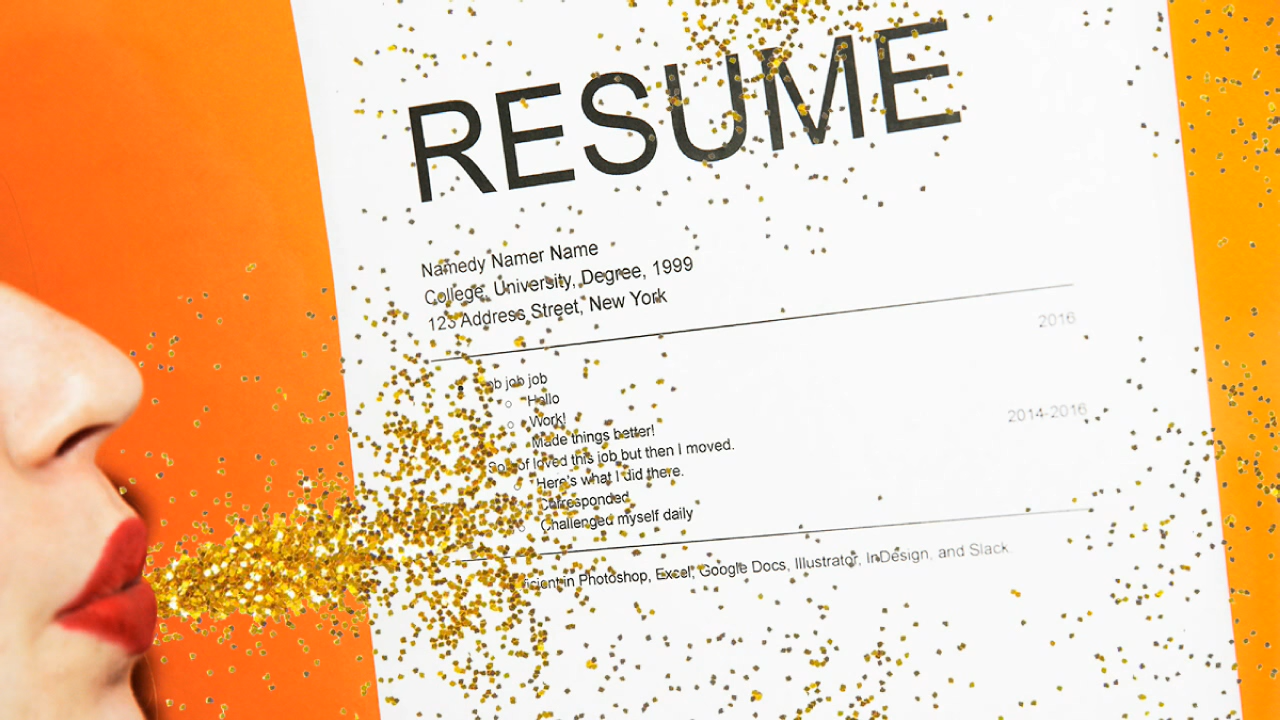 RESUME
Namedy Namer Name
College, University, Degree, 1999
123 Address Street, New York
2016
job job
Hello
Work!
Made things better!
2014-2016
of loved this job but then I moved.
Here's what I did there.
Corresponded
Challenged myself daily
in Photoshop, Excel, Google Docs, Illustrator, InDesign, and Slack